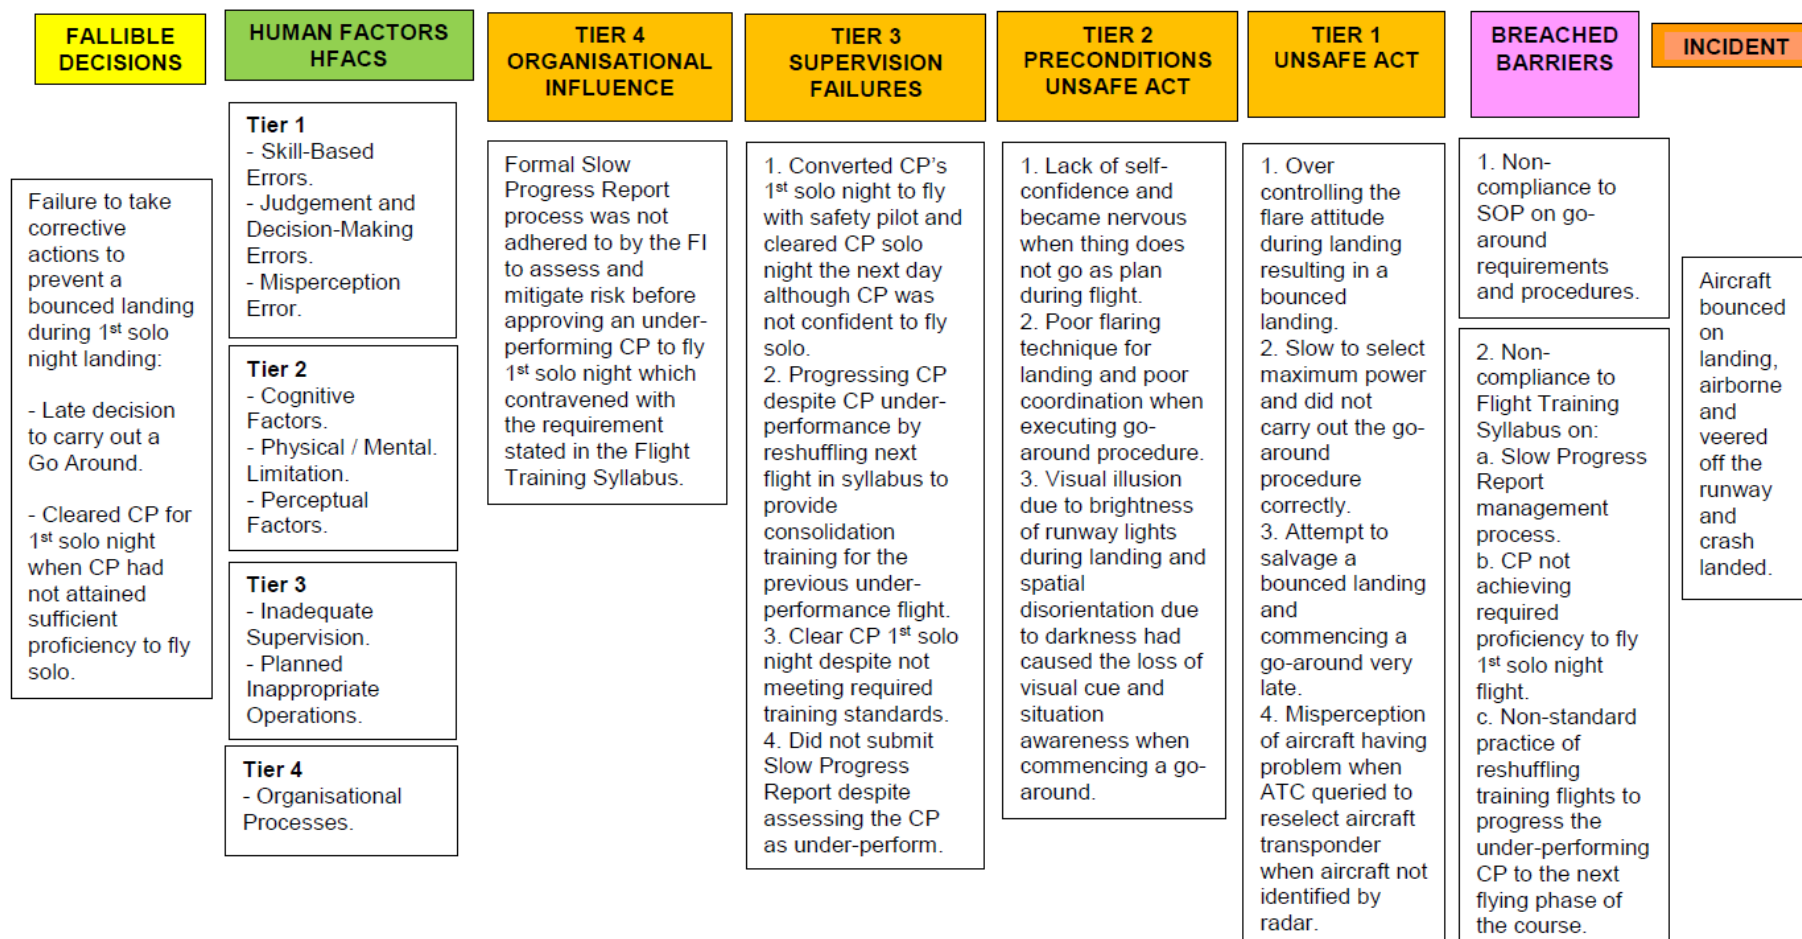 FALLIBLE
DECISIONS
Failure to take
corrective
actions to
prevent a
bounced landing
during 1st solo
night landing:
- Late decision
to carry out a
Go Around.
- Cleared CP for
1st solo night
when CP had
not attained
sufficient
proficiency to fly
solo.
HUMAN FACTORS
HFACS
Tier 1
- Skill-Based
Errors.
- Judgement and
Decision-Making
Errors.
- Misperception
Error.
Tier 2
- Cognitive
Factors.
- Physical / Mental.
Limitation.
- Perceptual
Factors.
Tier 3
- Inadequate
Supervision.
- Planned
Inappropriate
Operations.
Tier 4
- Organisational
Processes.
TIER 4
ORGANISATIONAL
INFLUENCE
Formal Slow
Progress Report
process was not
adhered to by the FI
to assess and
mitigate risk before
approving an under-
performing CP to fly
1st solo night which
contravened with
the requirement
stated in the Flight
Training Syllabus.
TIER 3
SUPERVISION
FAILURES
1. Converted CP’s
1st solo night to fly
with safety pilot and
cleared CP solo
night the next day
although CP was
not confident to fly
solo.
2. Progressing CP
despite CP under-
performance by
reshuffling next
flight in syllabus to
provide
consolidation
training for the
previous under-
performance flight.
3. Clear CP 1st solo
night despite not
meeting required
training standards.
4. Did not submit
Slow Progress
Report despite
assessing the CP
as under-perform.
TIER 2
PRECONDITIONS
UNSAFE ACT
1. Lack of self-
confidence and
became nervous
when thing does
not go as plan
during flight.
2. Poor flaring
technique for
landing and poor
coordination when
executing go-
around procedure.
3. Visual illusion
due to brightness
of runway lights
during landing and
spatial
disorientation due
to darkness had
caused the loss of
visual cue and
situation
awareness when
commencing a go-
around.
TIER 1
UNSAFE ACT
1. Over
controlling the
flare attitude
during landing
resulting in a
bounced
landing.
2. Slow to select
maximum power
and did not
carry out the go-
around
procedure
correctly.
3. Attempt to
salvage a
bounced landing
and
commencing a
go-around very
late.
4. Misperception
of aircraft having
problem when
ATC queried to
reselect aircraft
transponder
when aircraft not
identified by
radar.
BREACHED
BARRIERS
1. Non-
compliance to
SOP on go-
around
requirements
and procedures.
2. Non-
compliance to
Flight Training
Syllabus on:
a. Slow Progress
Report
management
process.
b. CP not
achieving
required
proficiency to fly
1st solo night
flight.
c. Non-standard
practice of
reshuffling
training flights to
progress the
under-performing
CP to the next
flying phase of
the course.
INCIDENT
Aircraft
bounced
on
landing,
airborne
and
veered
off the
runway
and
crash
landed.